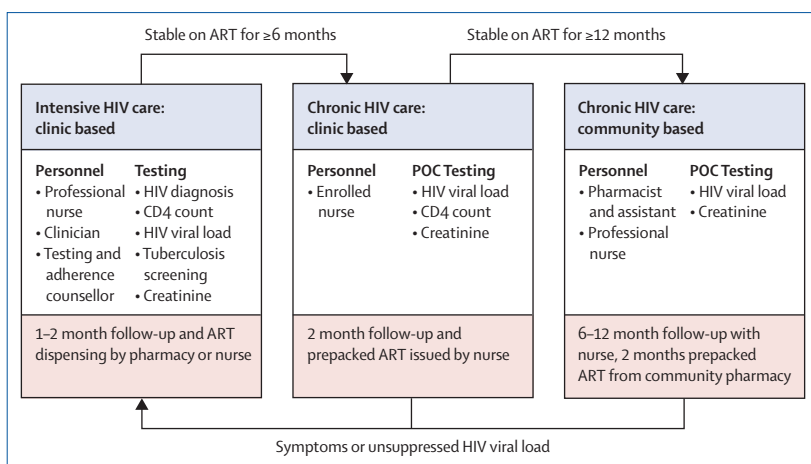 Stable on ART for ≥6 months
Stable on ART for ≥12 months
Intensive HIV care:
clinic based
Personnel
• Professional
nurse
• Clinician
• Testing and
adherence
counsellor
Testing
• HIV diagnosis
• CD4 count
• HIV viral load
• Tuberculosis
screening
• Creatinine
1–2 month follow-up and ART
dispensing by pharmacy or nurse
Chronic HIV care:
clinic based
Personnel
• Enrolled
nurse
POC Testing
• HIV viral load
• CD4 count
• Creatinine
2 month follow-up and
prepacked ART issued by nurse
Chronic HIV care:
community based
Personnel
• Pharmacist
and assistant
• Professional
nurse
POC Testing
• HIV viral load
• Creatinine
6–12 month follow-up with
nurse, 2 months prepacked
ART from community pharmacy
Symptoms or unsuppressed HIV viral load